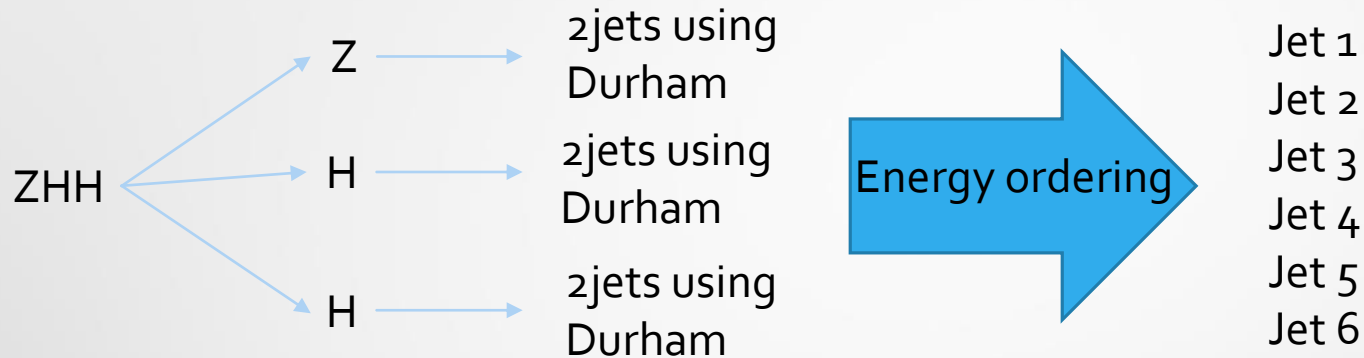 ZHH
Z
H
H
2jets using
Durham
2jets using
Durham
2jets using
Durham
Energy ordering
Jet 1
Jet 2
Jet 3
Jet 4
Jet 5
Jet 6